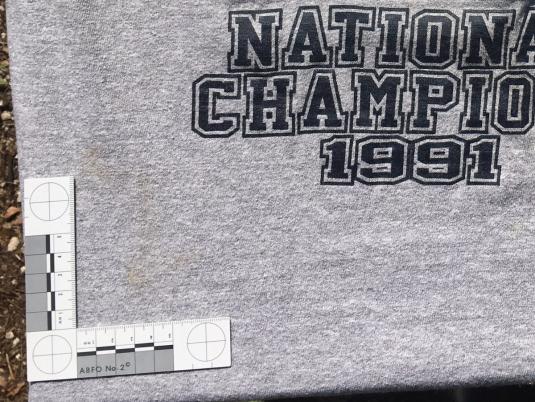 NATIONA
CHAMPIO
1991
ABFO No. 2©